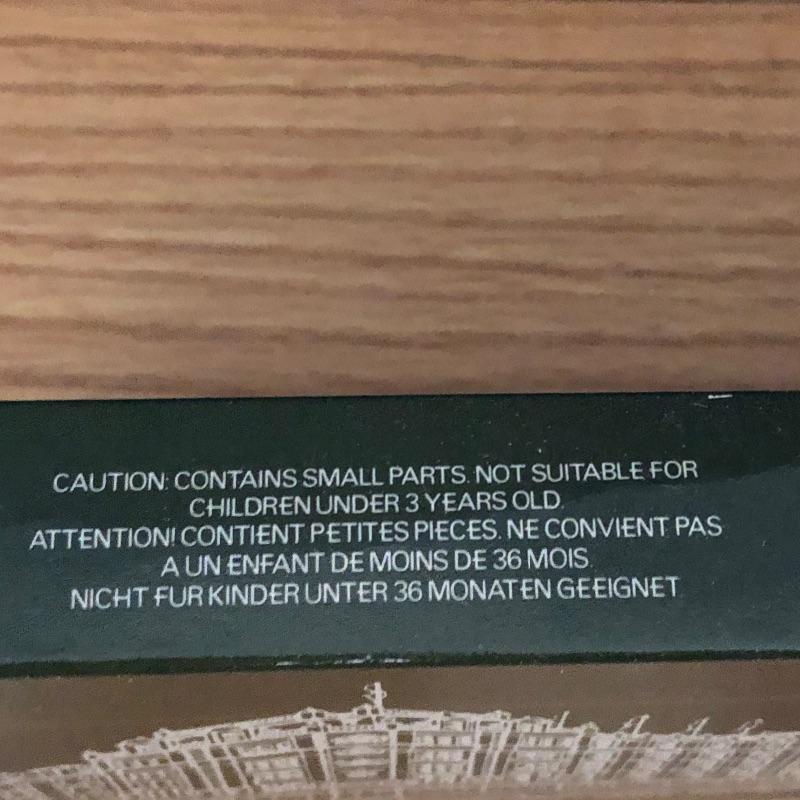 CAUTION: CONTAINS SMALL PARTS. NOT SUITABLE FOR
CHILDREN UNDER 3 YEARS OLD.
ATTENTION! CONTIENT PETITES PIECES. NE CONVIENT PAS
A UN ENFANT DE MOINS DE 36 MOIS.
NICHT FUR KINDER UNTER 36 MONATEN GEEIGNET